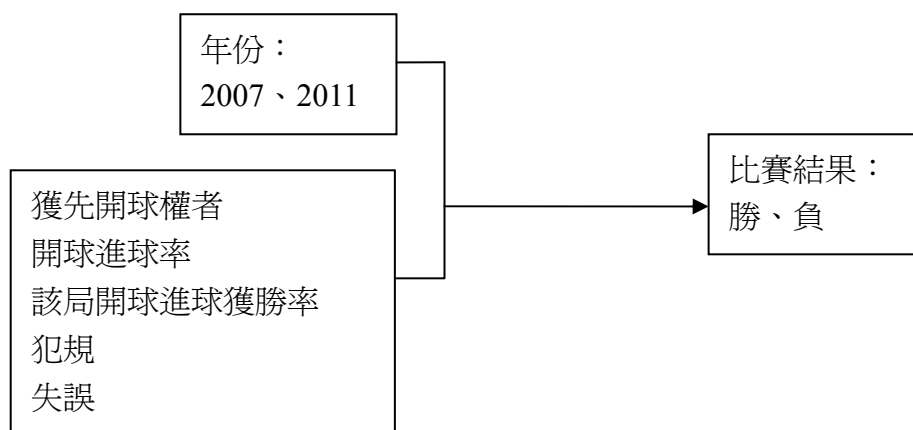 年份：
2007、2011
獲先開球權者
開球進球率
該局開球進球獲勝率
犯規
失誤
比賽結果：
勝、負